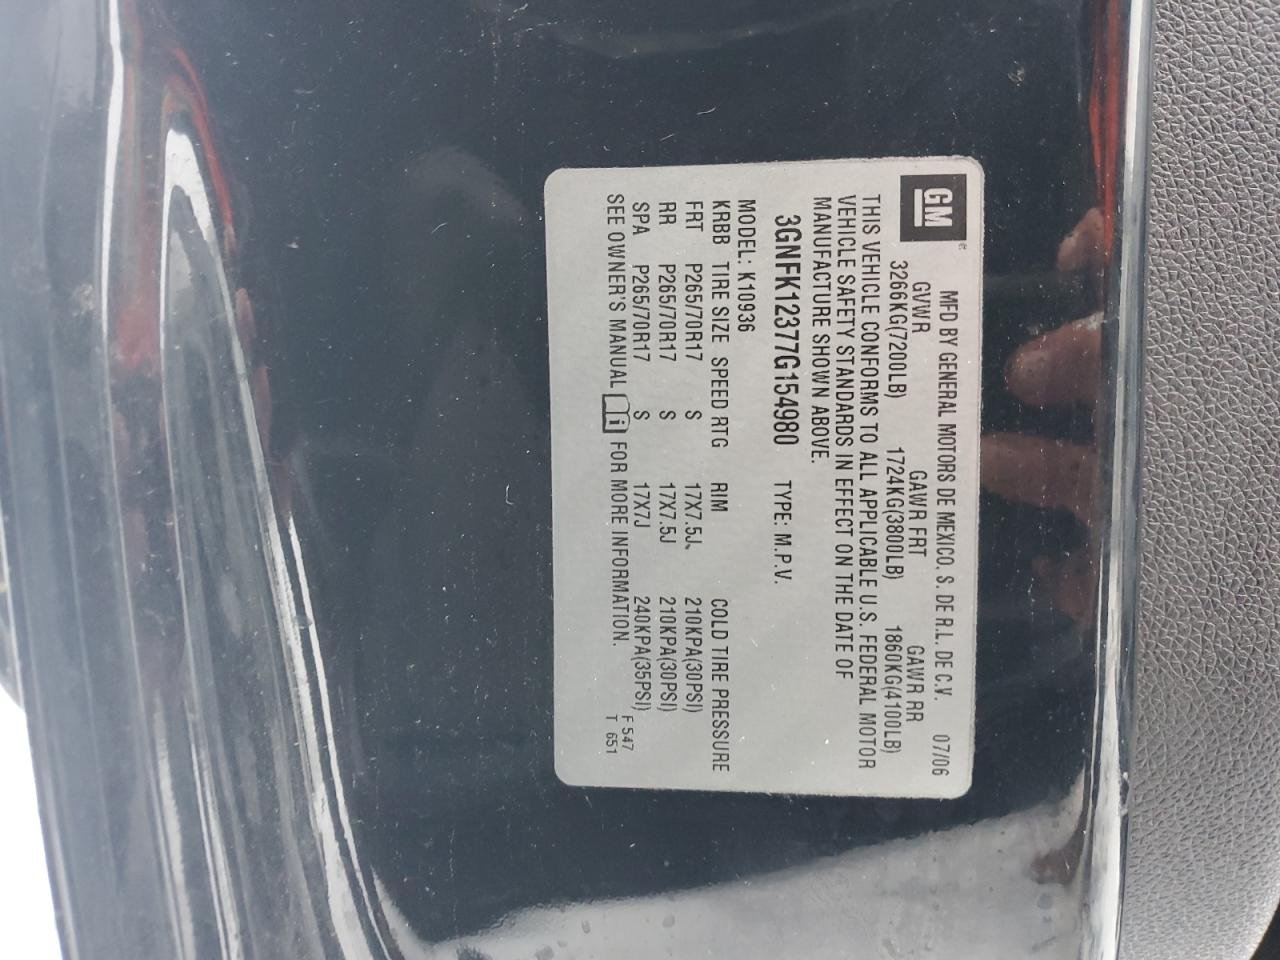 GM
MFD BY GENERAL MOTORS DE MEXICO, S. DE R.L. DE C.V. 07/06
GVWR GAWR FRT GAWR RR
3266KG(7200LB) 1724KG(3800LB) 1860KG(4100LB)
THIS VEHICLE CONFORMS TO ALL APPLICABLE U.S. FEDERAL MOTOR
VEHICLE SAFETY STANDARDS IN EFFECT ON THE DATE OF
MANUFACTURE SHOWN ABOVE.
3GNFK12377G154980 TYPE: M.P.V.
MODEL: K10936
KRBB TIRE SIZE SPEED RTG RIM COLD TIRE PRESSURE
FRT P265/70R17 S 17X7.5J 210KPA(30PSI)
RR P265/70R17 S 17X7.5J 210KPA(30PSI)
SPA P265/70R17 S 17X7J 240KPA(35PSI) F 547
SEE OWNER'S MANUAL i FOR MORE INFORMATION. T 651